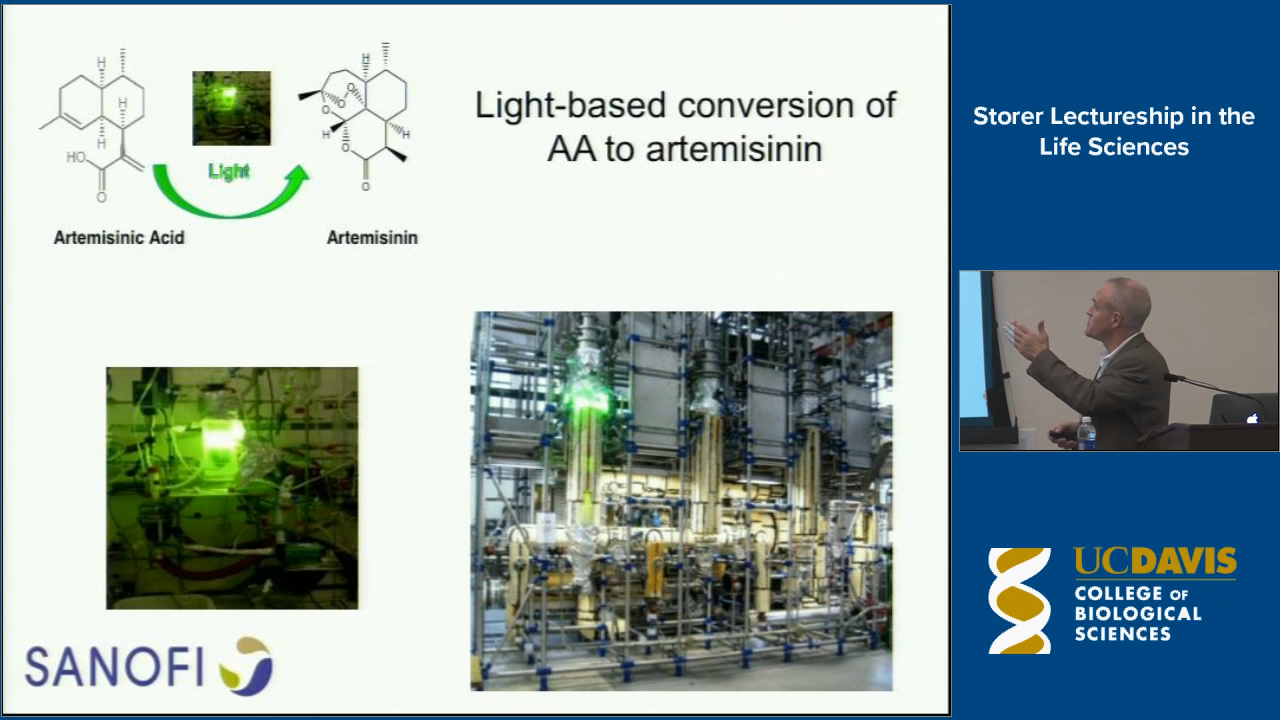 Light-based conversion of
AA to artemisinin
H
H
H
HO
O
Light
H
O
O
O
H
O
H
O
Artemisinic Acid
Artemisinin
SANOFI
Storer Lectureship in the
Life Sciences
UCDAVIS
COLLEGE OF
BIOLOGICAL
SCIENCES